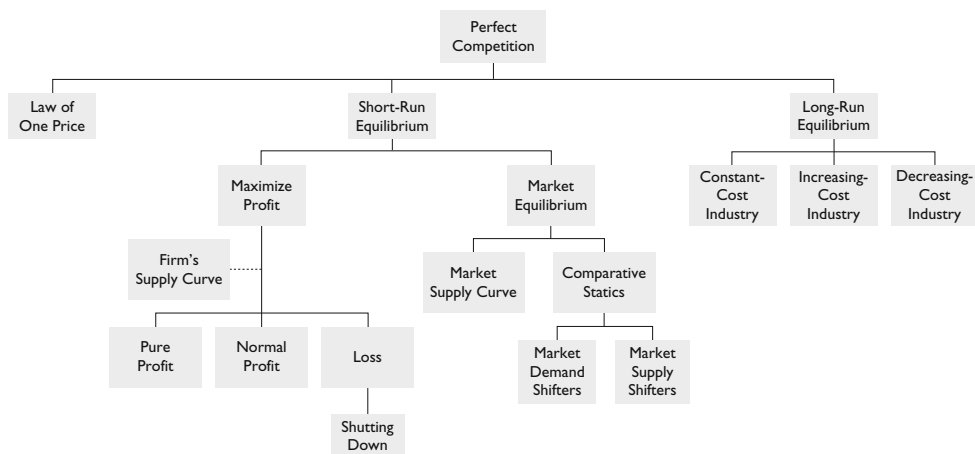 Perfect
Competition
Law of
One Price
Short-Run
Equilibrium
Long-Run
Equilibrium
Maximize
Profit
Market
Equilibrium
Constant-
Cost
Industry
Increasing-
Cost
Industry
Decreasing-
Cost
Industry
Firm's
Supply Curve
Market
Supply Curve
Comparative
Statics
Pure
Profit
Normal
Profit
Loss
Market
Demand
Shifters
Market
Supply
Shifters
Shutting
Down